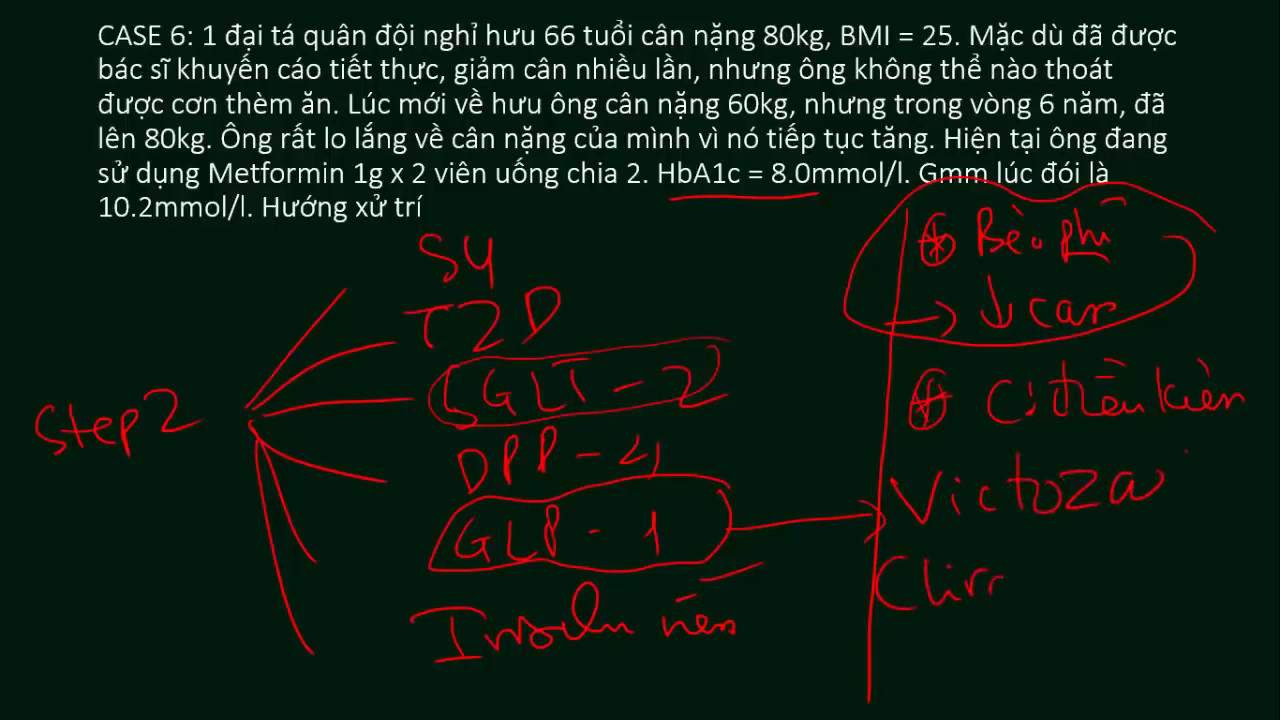 CASE 6: 1 đại tá quân đội nghỉ hưu 66 tuổi cân nặng 80kg, BMI = 25. Mặc dù đã được
bác sĩ khuyến cáo tiết thực, giảm cân nhiều lần, nhưng ông không thể nào thoát
được cơn thèm ăn. Lúc mới về hưu ông cân nặng 60kg, nhưng trong vòng 6 năm, đã
lên 80kg. Ông rất lo lắng về cân nặng của mình vì nó tiếp tục tăng. Hiện tại ông đang
sử dụng Metformin 1g x 2 viên uống chia 2. HbA1c = 8.0mmol/l. Gmm lúc đói là
10.2mmol/l. Hướng xử trí
SU
TZD
SGLT-2
DPP-4
GLP-1
Insulin nền
Step 2
Béo phì
→ ↓ cân
có điều kiện
Victoza